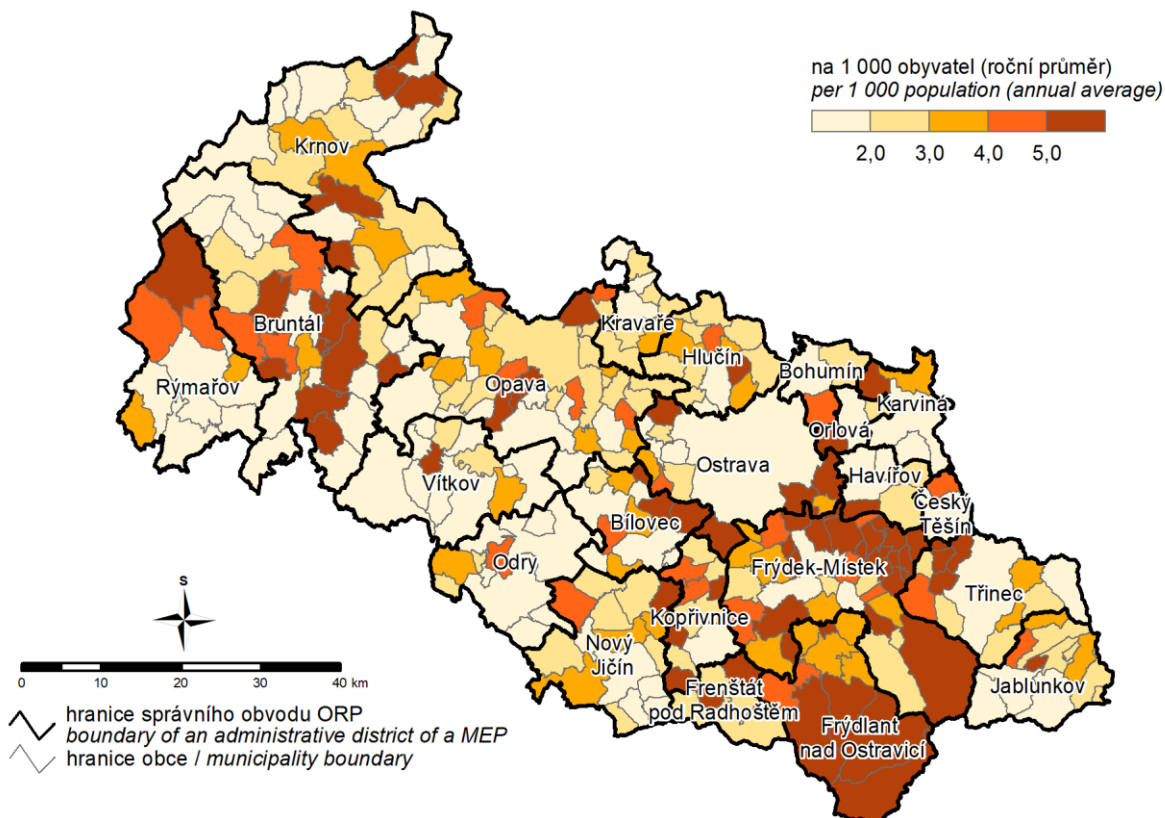 na 1 000 obyvatel (roční průměr)
per 1 000 population (annual average)
2,0 3,0 4,0 5,0
Krnov
Bruntál
Kravaře
Hlučín
Bohumín
Rýmařov
Opava
Karviná
Orlová
Ostrava
Havířov
Vítkov
Český
Těšín
Bílovec
Odry
Frýdek-Místek
Třinec
Kopřivnice
Nový
Jičín
Frenštát
pod Radhoštěm
Jablunkov
Frýdlant
nad Ostravicí
S
0 10 20 30 40 km
hranice správního obvodu ORP
boundary of an administrative district of a MEP
hranice obce / municipality boundary